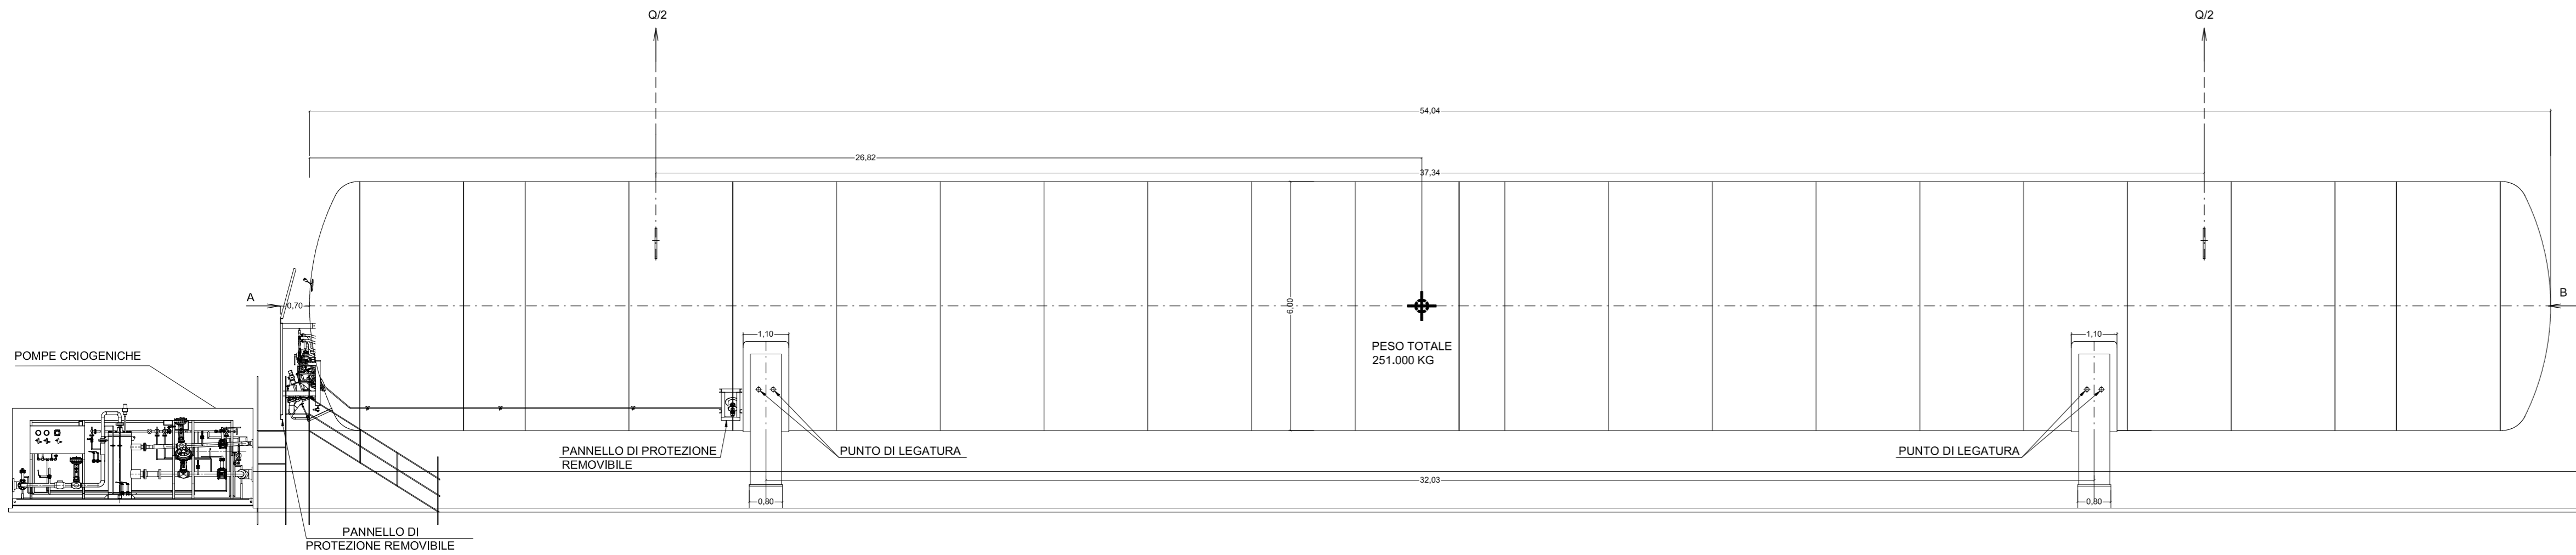 Q/2
Q/2
54,04
26,82
37,34
A
0,70
6,00
B
1,10
1,10
PESO TOTALE
251.000 KG
POMPE CRIOGENICHE
PANNELLO DI PROTEZIONE
REMOVIBILE
PUNTO DI LEGATURA
PUNTO DI LEGATURA
32,03
0,80
0,80
PANNELLO DI
PROTEZIONE REMOVIBILE